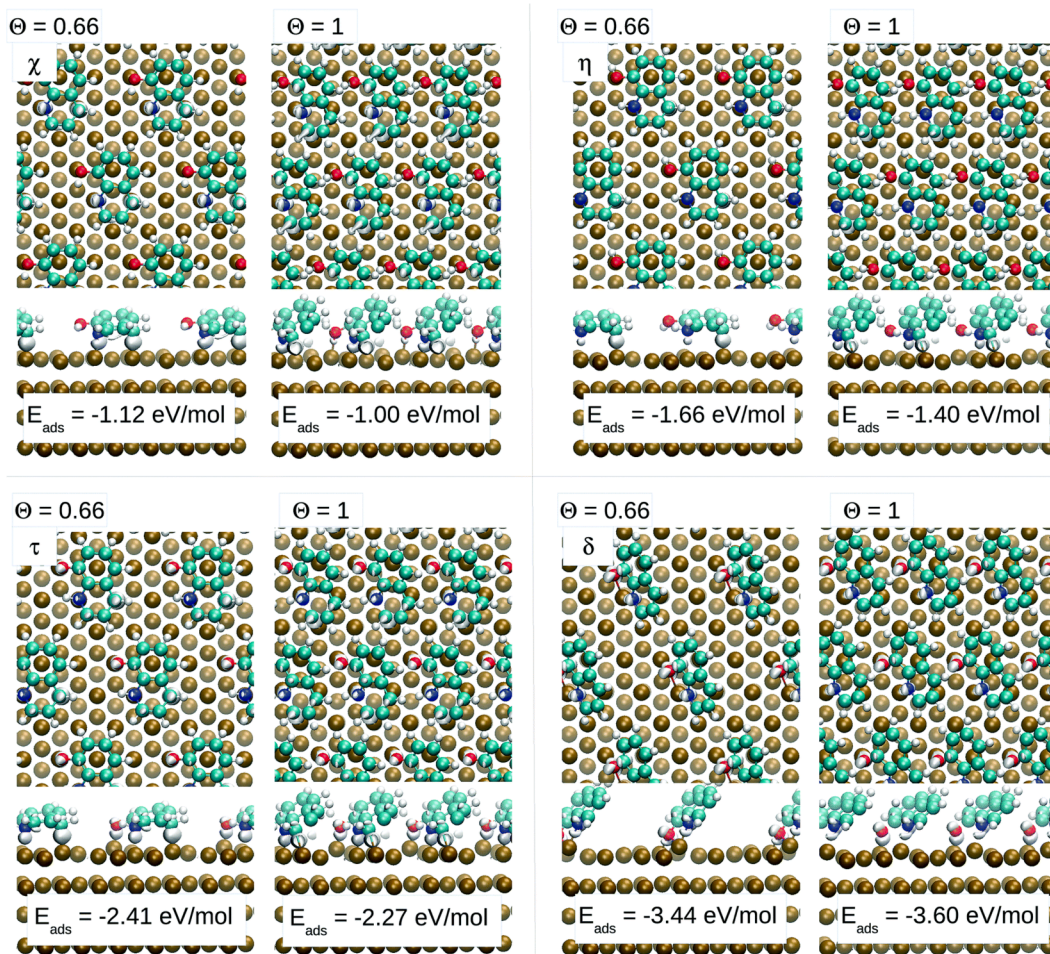 Θ = 0.66
Θ = 1
Θ = 0.66
Θ = 1
χ
η
E_ads = -1.12 eV/mol
E_ads = -1.00 eV/mol
E_ads = -1.66 eV/mol
E_ads = -1.40 eV/mol
Θ = 0.66
Θ = 1
Θ = 0.66
Θ = 1
τ
δ
E_ads = -2.41 eV/mol
E_ads = -2.27 eV/mol
E_ads = -3.44 eV/mol
E_ads = -3.60 eV/mol